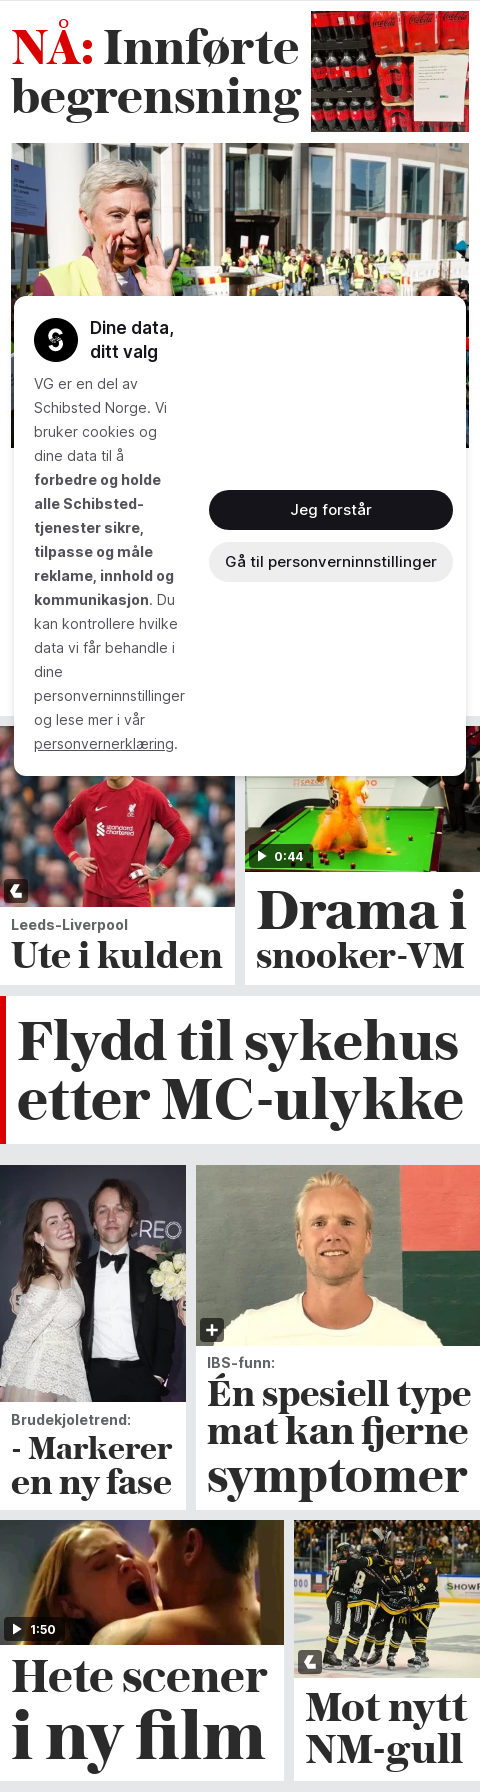 NÅ: Innførte
begrensning
Dine data,
ditt valg
VG er en del av
Schibsted Norge. Vi
bruker cookies og
dine data til å
forbedre og holde
alle Schibsted-
tjenester sikre,
tilpasse og måle
reklame, innhold og
kommunikasjon. Du
kan kontrollere hvilke
data vi får behandle i
dine
personverninnstillinger
og lese mer i vår
personvernerklæring.
Jeg forstår
Gå til personverninnstillinger
standard
chartered
0:44
Leeds-Liverpool
Ute i kulden
Drama i
snooker-VM
Flydd til sykehus
etter MC-ulykke
Brudekjoletrend:
- Markerer
en ny fase
IBS-funn:
Én spesiell type
mat kan fjerne
symptomer
1:50
Hete scener
i ny film
Mot nytt
NM-gull